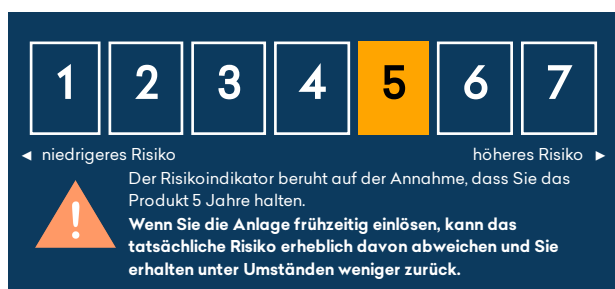 1 2 3 4 5 6 7
◄ niedrigeres Risiko höheres Risiko ►
Der Risikoindikator beruht auf der Annahme, dass Sie das
Produkt 5 Jahre halten.
Wenn Sie die Anlage frühzeitig einlösen, kann das
tatsächliche Risiko erheblich davon abweichen und Sie
erhalten unter Umständen weniger zurück.